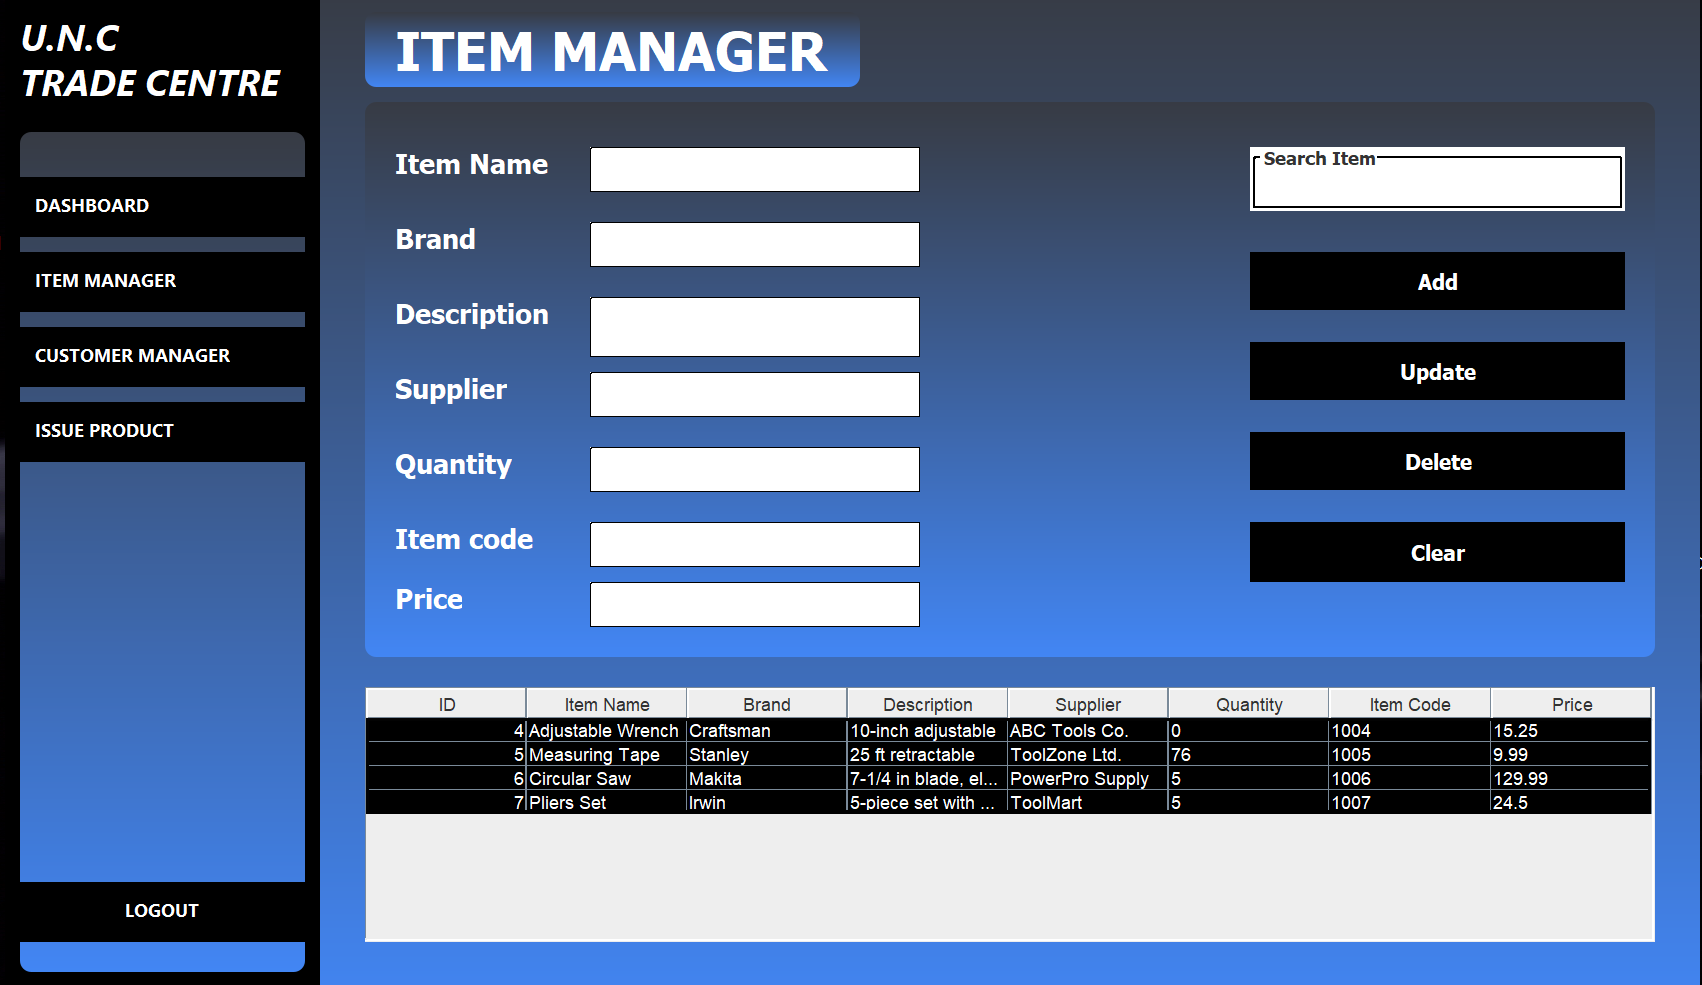 U.N.C
TRADE CENTRE
DASHBOARD
ITEM MANAGER
CUSTOMER MANAGER
ISSUE PRODUCT
LOGOUT
ITEM MANAGER
Item Name
Brand
Description
Supplier
Quantity
Item code
Price
Search Item
Add
Update
Delete
Clear
ID Item Name Brand Description Supplier Quantity Item Code Price
4 Adjustable Wrench Craftsman 10-inch adjustable ABC Tools Co. 0 1004 15.25
5 Measuring Tape Stanley 25 ft retractable ToolZone Ltd. 76 1005 9.99
6 Circular Saw Makita 7-1/4 in blade, el... PowerPro Supply 5 1006 129.99
7 Pliers Set Irwin 5-piece set with ... ToolMart 5 1007 24.5